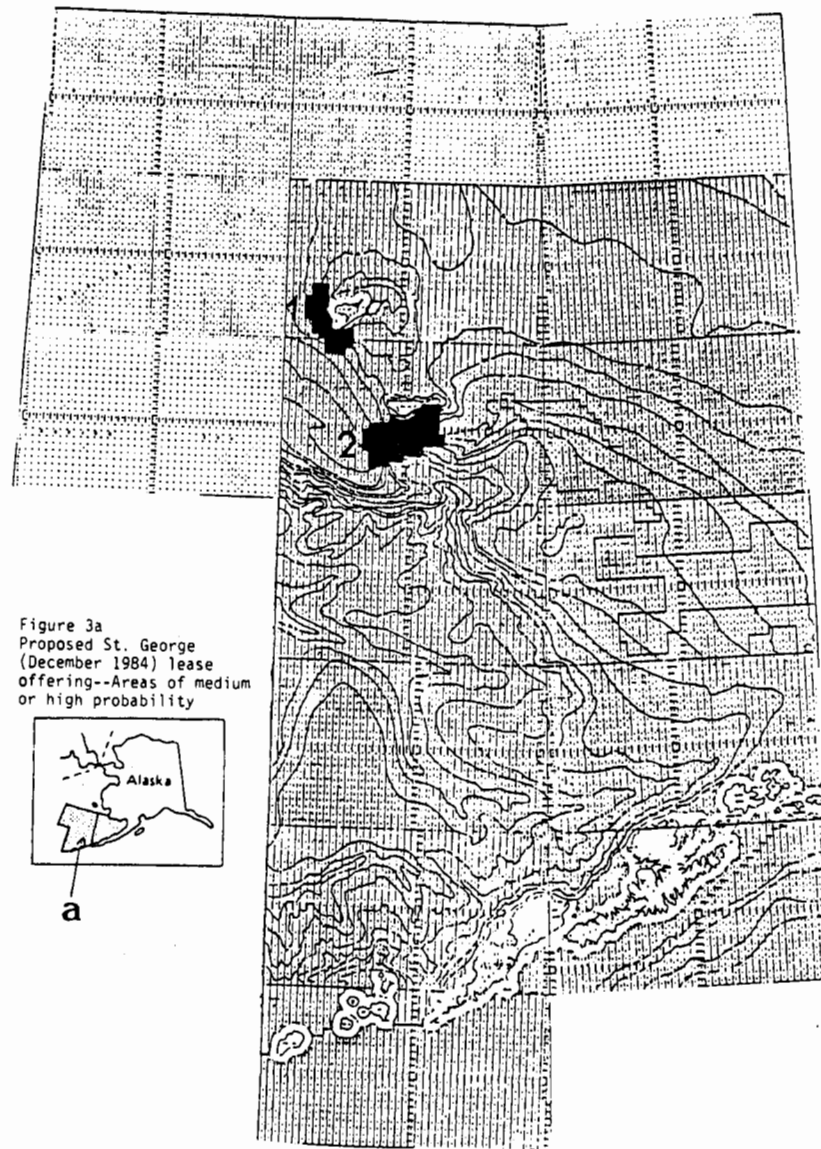 1
2
Figure 3a
Proposed St. George
(December 1984) lease
offering--Areas of medium
or high probability
Alaska
a